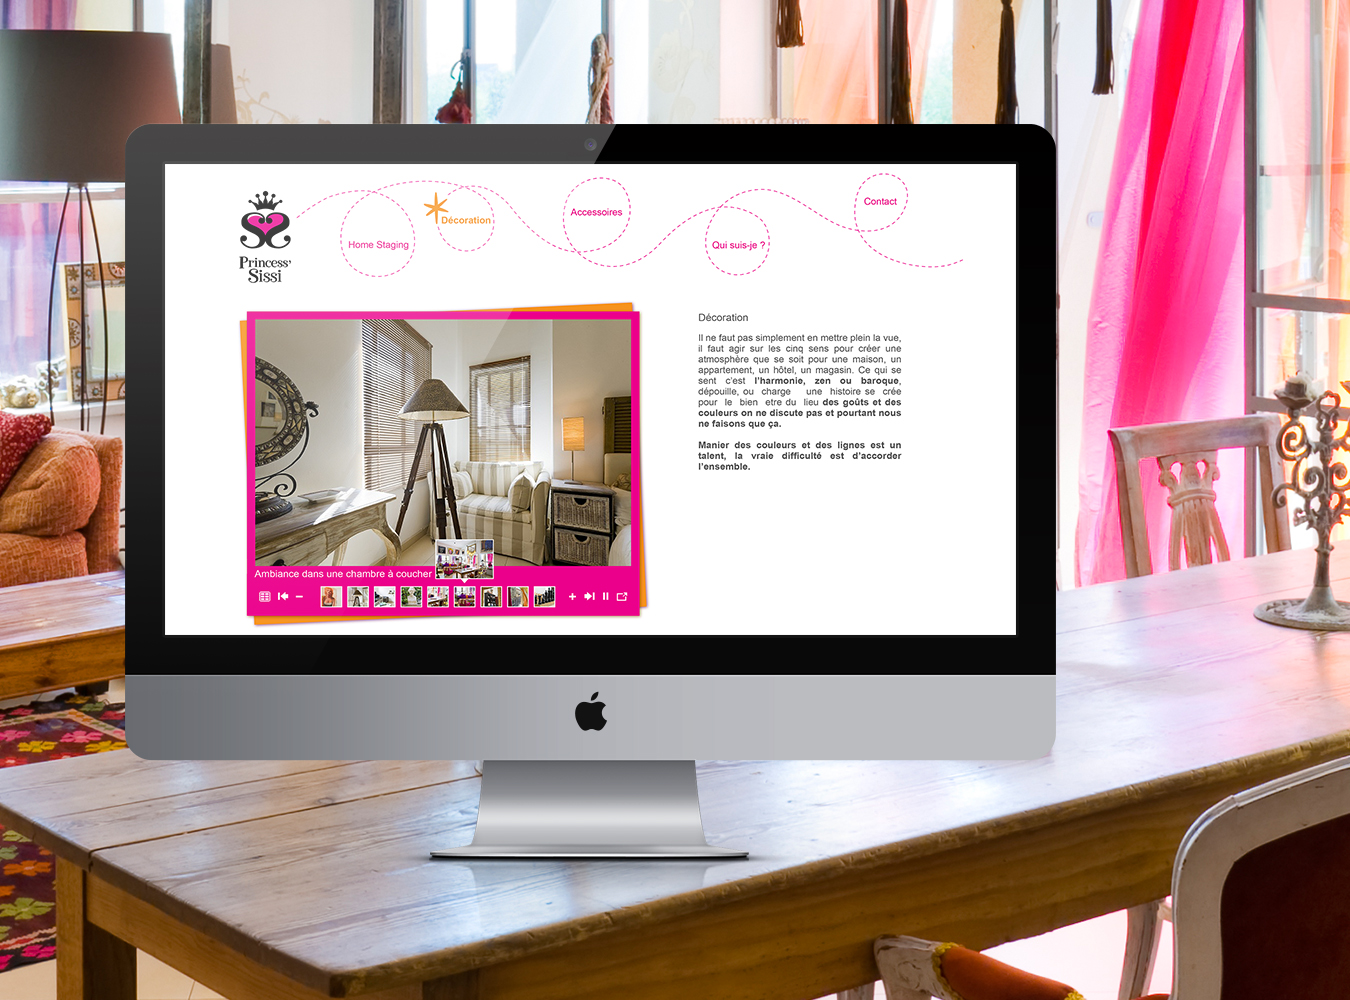 Princess'
Sissi
Home Staging
Décoration
Accessoires
Qui suis-je ?
Contact
Décoration
Il ne faut pas simplement en mettre plein la vue,
il faut agir sur les cinq sens pour créer une
atmosphère que se soit pour une maison, un
appartement, un hôtel, un magasin. Ce qui se
sent c'est l'harmonie, zen ou baroque,
dépouille, ou charge une histoire se crée
pour le bien etre du lieu des goûts et des
couleurs on ne discute pas et pourtant nous
ne faisons que ça.
Manier des couleurs et des lignes est un
talent, la vraie difficulté est d'accorder
l'ensemble.
Ambiance dans une chambre à coucher